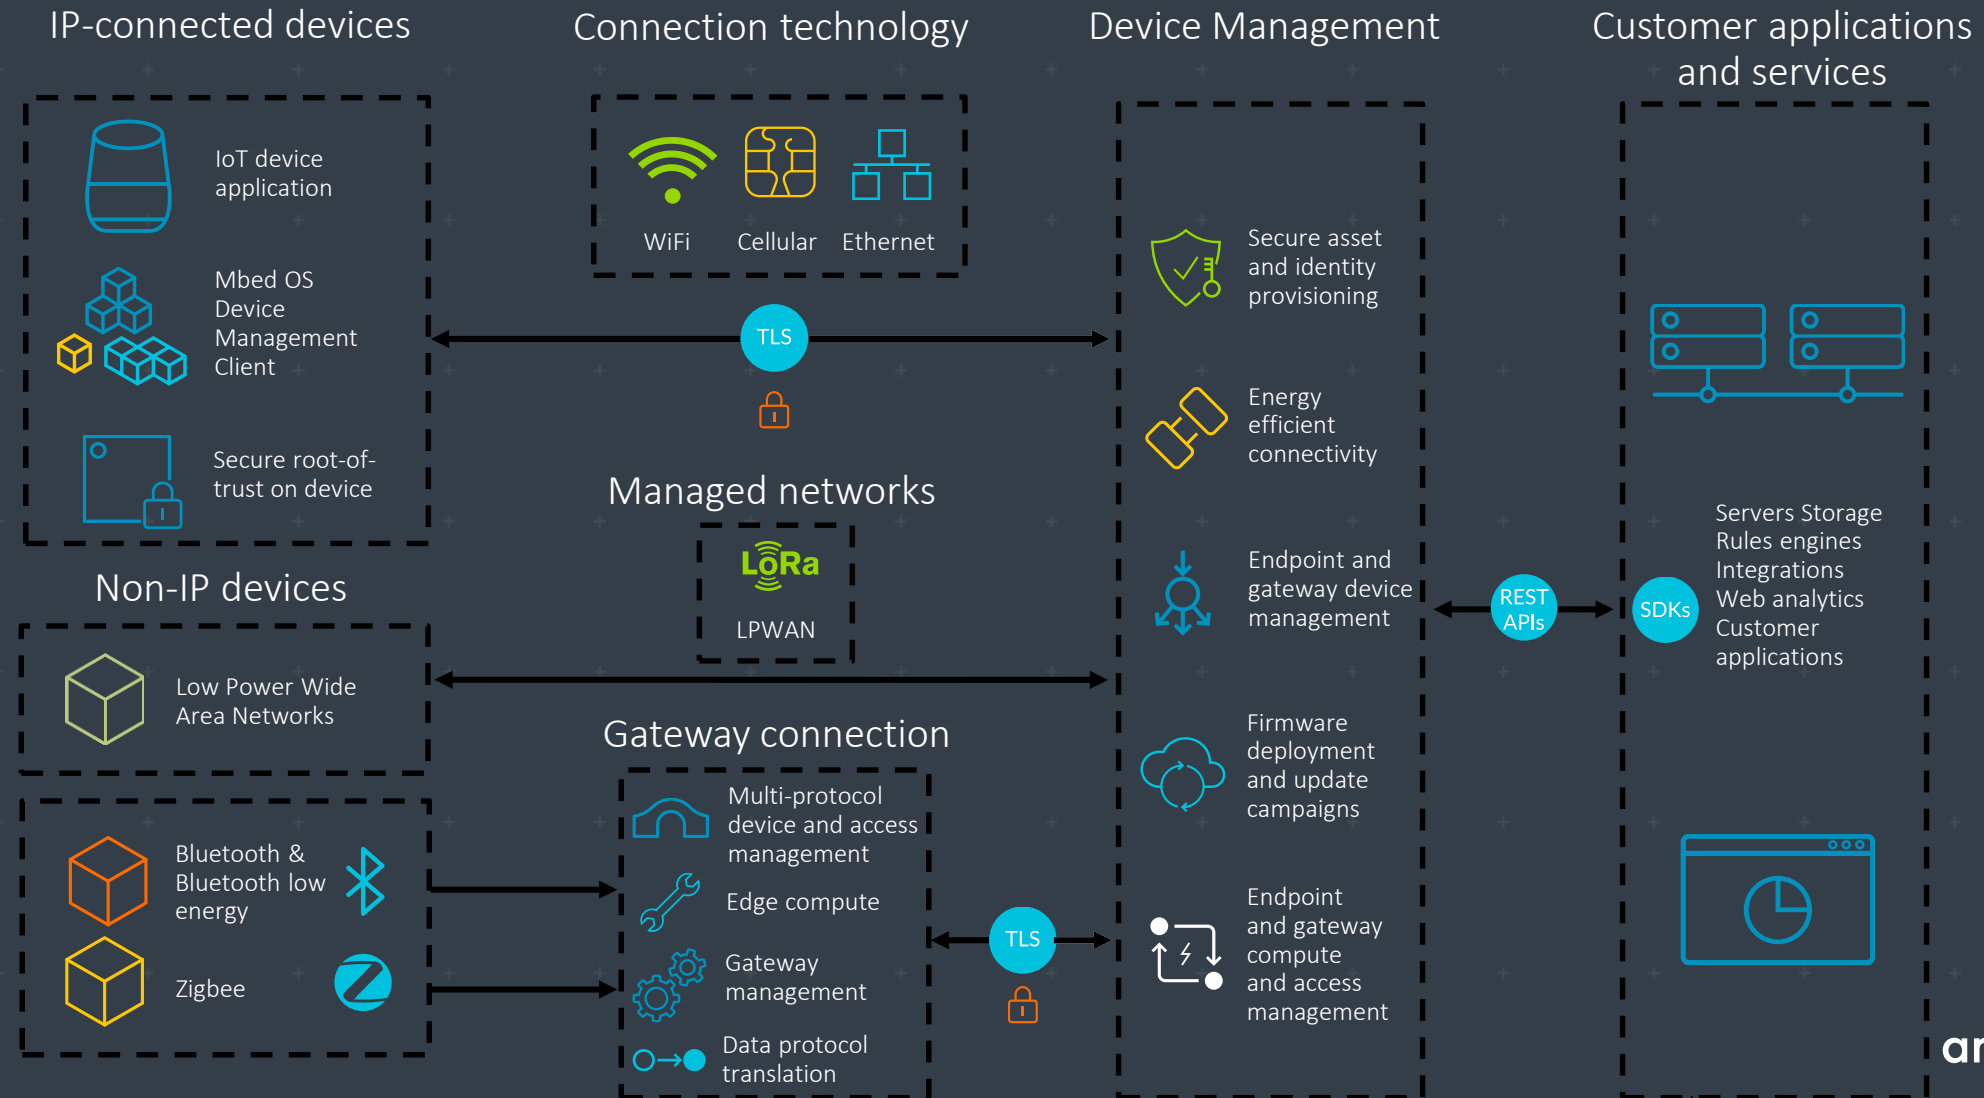 IP-connected devices
IoT device
application
Mbed OS
Device
Management
Client
Secure root-of-
trust on device
Non-IP devices
Low Power Wide
Area Networks
Bluetooth &
Bluetooth low
energy
Zigbee
Connection technology
WiFi
Cellular
Ethernet
TLS
Managed networks
LoRa
LPWAN
Gateway connection
Multi-protocol
device and access
management
Edge compute
Gateway
management
Data protocol
translation
TLS
Device Management
Secure asset
and identity
provisioning
Energy
efficient
connectivity
Endpoint and
gateway device
management
Firmware
deployment
and update
campaigns
Endpoint
and gateway
compute
and access
management
REST
APIs
Customer applications
and services
SDKs
Servers Storage
Rules engines
Integrations
Web analytics
Customer
applications